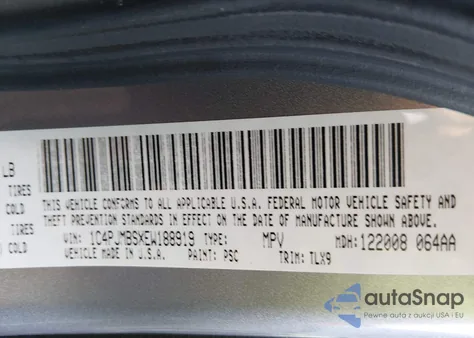 LB
TIRES
COLD
TIRES
COLD
THIS VEHICLE CONFORMS TO ALL APPLICABLE U.S.A. FEDERAL MOTOR VEHICLE SAFETY AND
THEFT PREVENTION STANDARDS IN EFFECT ON THE DATE OF MANUFACTURE SHOWN ABOVE.
VIN: 1C4PJMBSXEW188919 TYPE: MPV MDH: 122008 064AA
VEHICLE MADE IN U.S.A. PAINT: PSC TRIM: TLX9
autoSnap
Pewne auta z aukcji USA i EU